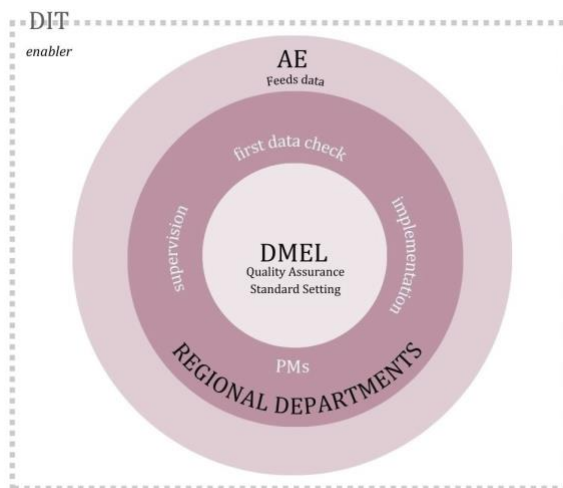 DIT
enabler
AE
Feeds data
first data check
supervision
implementation
DMEL
Quality Assurance
Standard Setting
PMs
REGIONAL DEPARTMENTS